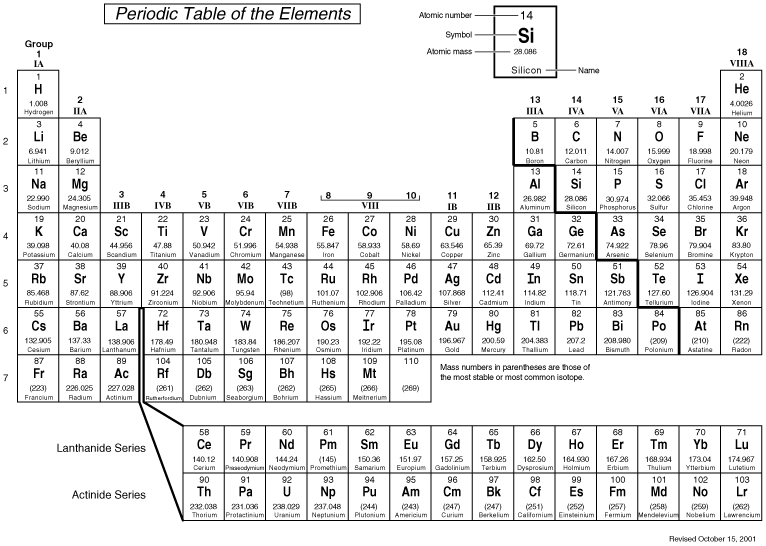 Periodic Table of the Elements
Atomic number 14
Symbol Si
Atomic mass 28.086
Silicon Name
Group
1 18
IA VIIIA
1 2
1 H He
1.008 2 13 14 15 16 17 4.0026
Hydrogen IIA IIIA IVA VA VIA VIIA Helium
3 4 5 6 7 8 9 10
2 Li Be B C N O F Ne
6.941 9.012 10.81 12.011 14.007 15.999 18.998 20.179
Lithium Beryllium Boron Carbon Nitrogen Oxygen Fluorine Neon
11 12 13 14 15 16 17 18
3 Na Mg Al Si P S Cl Ar
22.990 24.305 3 4 5 6 7 8 9 10 11 12 26.982 28.086 30.974 32.066 35.453 39.948
Sodium Magnesium IIIB IVB VB VIB VIIB VIII IB IIB Aluminum Silicon Phosphorus Sulfur Chlorine Argon
19 20 21 22 23 24 25 26 27 28 29 30 31 32 33 34 35 36
4 K Ca Sc Ti V Cr Mn Fe Co Ni Cu Zn Ga Ge As Se Br Kr
39.098 40.08 44.956 47.88 50.942 51.996 54.938 55.847 58.933 58.69 63.546 65.39 69.72 72.61 74.922 78.96 79.904 83.80
Potassium Calcium Scandium Titanium Vanadium Chromium Manganese Iron Cobalt Nickel Copper Zinc Gallium Germanium Arsenic Selenium Bromine Krypton
37 38 39 40 41 42 43 44 45 46 47 48 49 50 51 52 53 54
5 Rb Sr Y Zr Nb Mo Tc Ru Rh Pd Ag Cd In Sn Sb Te I Xe
85.468 87.62 88.906 91.224 92.906 95.94 (98) 101.07 102.906 106.42 107.868 112.41 114.82 118.71 121.763 127.60 126.904 131.29
Rubidium Strontium Yttrium Zirconium Niobium Molybdenum Technetium Ruthenium Rhodium Palladium Silver Cadmium Indium Tin Antimony Tellurium Iodine Xenon
55 56 57 72 73 74 75 76 77 78 79 80 81 82 83 84 85 86
6 Cs Ba La Hf Ta W Re Os Ir Pt Au Hg Tl Pb Bi Po At Rn
132.905 137.33 138.906 178.49 180.948 183.84 186.207 190.23 192.22 195.08 196.967 200.59 204.383 207.2 208.980 (209) (210) (222)
Cesium Barium Lanthanum Hafnium Tantalum Tungsten Rhenium Osmium Iridium Platinum Gold Mercury Thallium Lead Bismuth Polonium Astatine Radon
87 88 89 104 105 106 107 108 109 110
7 Fr Ra Ac Rf Db Sg Bh Hs Mt
(223) 226.025 227.028 (261) (262) (263) (262) (265) (266) (269)
Francium Radium Actinium Rutherfordium Dubnium Seaborgium Bohrium Hassium Meitnerium
Mass numbers in parentheses are those of
the most stable or most common isotope.
58 59 60 61 62 63 64 65 66 67 68 69 70 71
Lanthanide Series Ce Pr Nd Pm Sm Eu Gd Tb Dy Ho Er Tm Yb Lu
140.12 140.908 144.24 (145) 150.36 151.97 157.25 158.925 162.50 164.930 167.26 168.934 173.04 174.967
Cerium Praseodymium Neodymium Promethium Samarium Europium Gadolinium Terbium Dysprosium Holmium Erbium Thulium Ytterbium Lutetium
90 91 92 93 94 95 96 97 98 99 100 101 102 103
Actinide Series Th Pa U Np Pu Am Cm Bk Cf Es Fm Md No Lr
232.038 231.036 238.029 237.048 (244) (243) (247) (247) (251) (252) (257) (258) (259) (262)
Thorium Protactinium Uranium Neptunium Plutonium Americium Curium Berkelium Californium Einsteinium Fermium Mendelevium Nobelium Lawrencium
Revised October 15, 2001